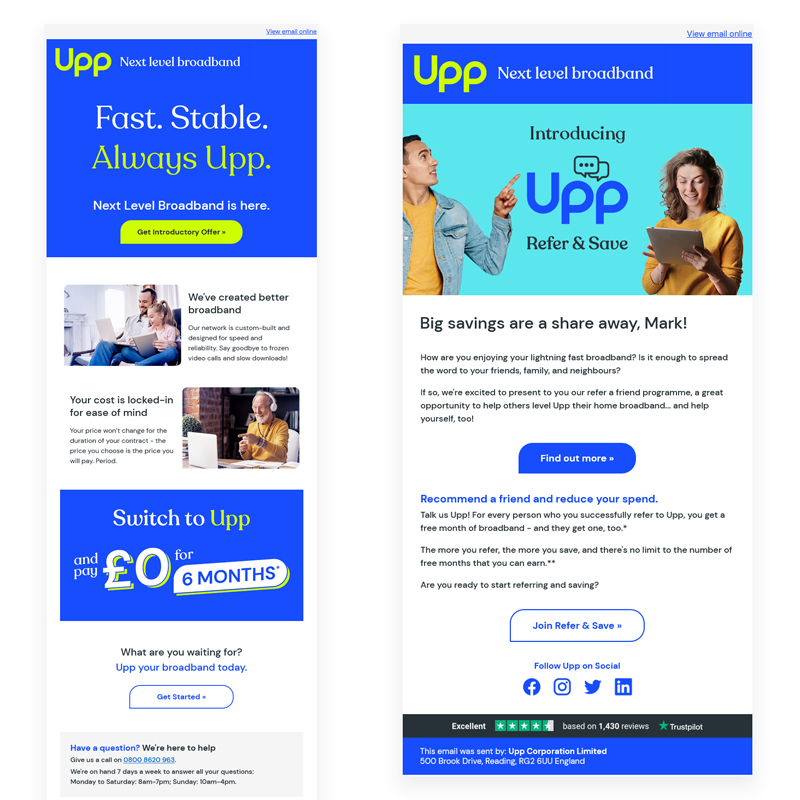 View email online
Upp Next level broadband
Fast. Stable.
Always Upp.
Next Level Broadband is here.
Get Introductory Offer »
We've created better
broadband
Our network is custom-built and
designed for speed and
reliability. Say goodbye to frozen
video calls and slow downloads!
Your cost is locked-in
for ease of mind
Your price won't change for the
duration of your contract - the
price you choose is the price you
will pay. Period.
Switch to Upp
and
pay £0 for
6 MONTHS*
What are you waiting for?
Upp your broadband today.
Get Started »
Have a question? We're here to help
Give us a call on 0800 8620 963.
We're on hand 7 days a week to answer all your questions:
Monday to Saturday: 8am-7pm; Sunday: 10am-4pm.
View email online
Upp Next level broadband
Introducing
Upp
Refer & Save
Big savings are a share away, Mark!
How are you enjoying your lightning fast broadband? Is it enough to spread
the word to your friends, family, and neighbours?
If so, we're excited to present to you our refer a friend programme, a great
opportunity to help others level Upp their home broadband... and help
yourself, too!
Find out more »
Recommend a friend and reduce your spend.
Talk us Upp! For every person who you successfully refer to Upp, you get a
free month of broadband - and they get one, too.*
The more you refer, the more you save, and there's no limit to the number of
free months that you can earn.**
Are you ready to start referring and saving?
Join Refer & Save »
Follow Upp on Social
Excellent based on 1,430 reviews Trustpilot
This email was sent by: Upp Corporation Limited
500 Brook Drive, Reading, RG2 6UU England